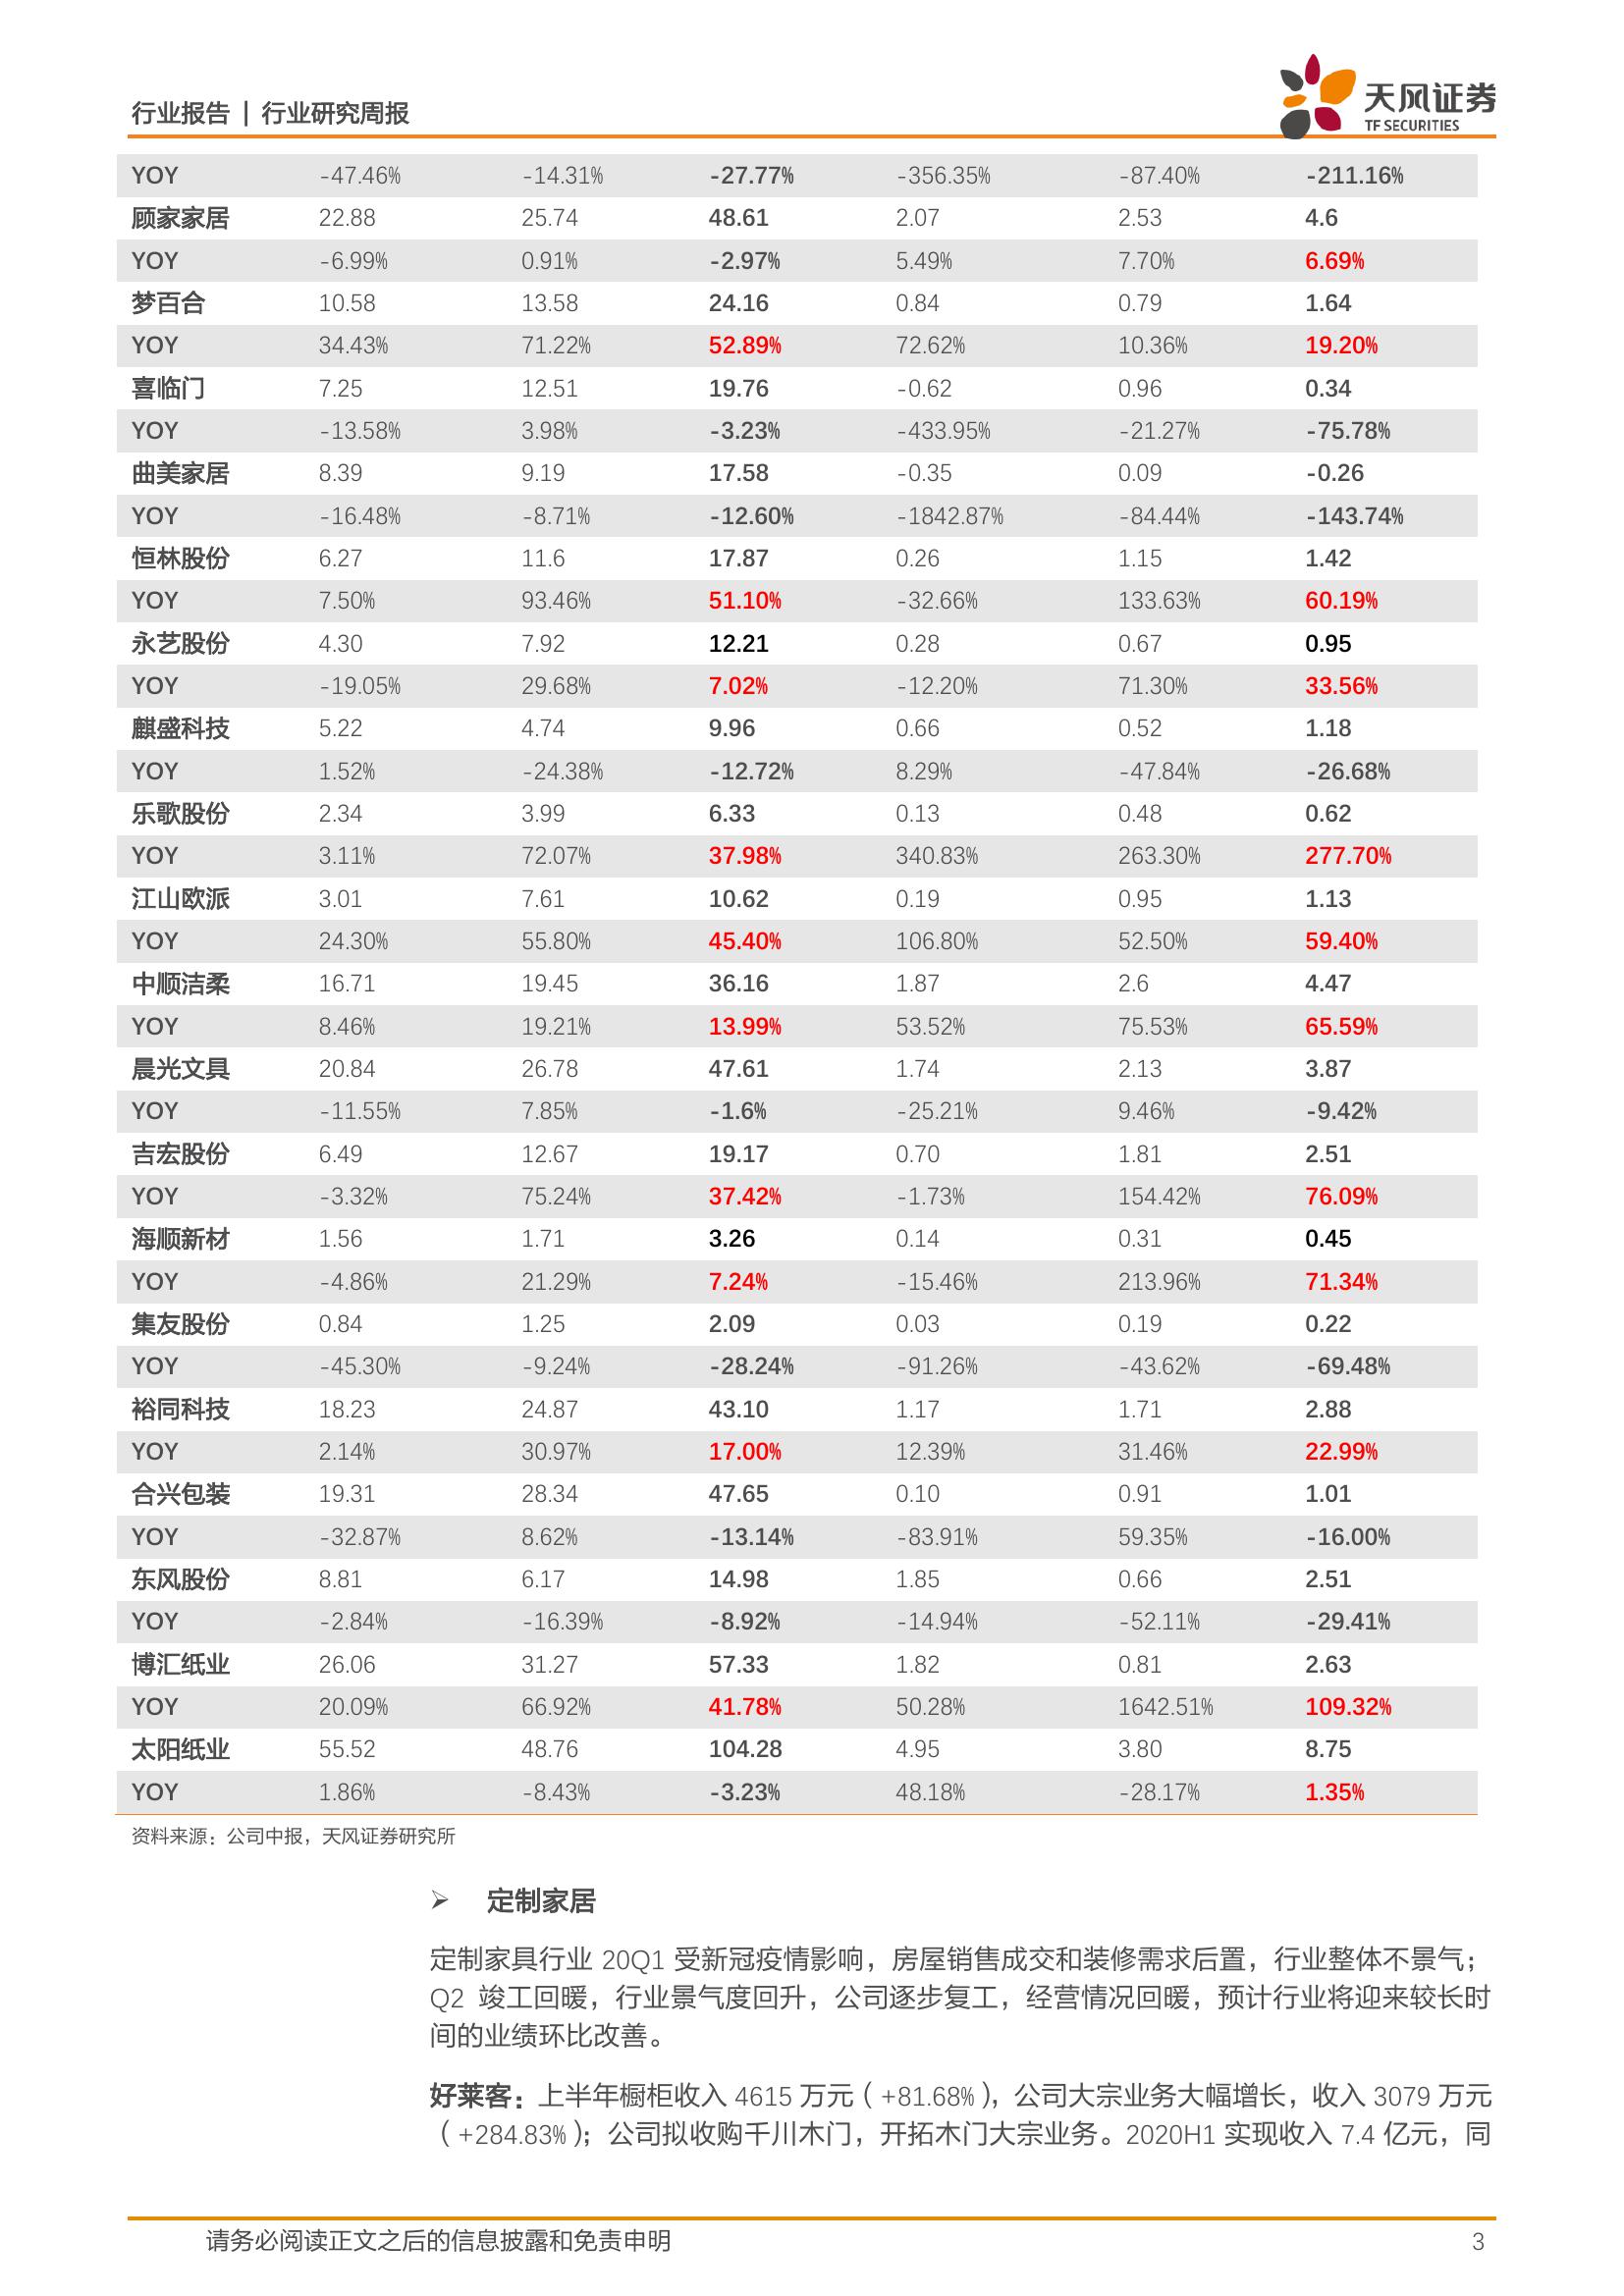 行业报告 | 行业研究周报
天风证券
TF SECURITIES
YOY -47.46% -14.31% -27.77% -356.35% -87.40% -211.16%
顾家家居 22.88 25.74 48.61 2.07 2.53 4.6
YOY -6.99% 0.91% -2.97% 5.49% 7.70% 6.69%
梦百合 10.58 13.58 24.16 0.84 0.79 1.64
YOY 34.43% 71.22% 52.89% 72.62% 10.36% 19.20%
喜临门 7.25 12.51 19.76 -0.62 0.96 0.34
YOY -13.58% 3.98% -3.23% -433.95% -21.27% -75.78%
曲美家居 8.39 9.19 17.58 -0.35 0.09 -0.26
YOY -16.48% -8.71% -12.60% -1842.87% -84.44% -143.74%
恒林股份 6.27 11.6 17.87 0.26 1.15 1.42
YOY 7.50% 93.46% 51.10% -32.66% 133.63% 60.19%
永艺股份 4.30 7.92 12.21 0.28 0.67 0.95
YOY -19.05% 29.68% 7.02% -12.20% 71.30% 33.56%
麒盛科技 5.22 4.74 9.96 0.66 0.52 1.18
YOY 1.52% -24.38% -12.72% 8.29% -47.84% -26.68%
乐歌股份 2.34 3.99 6.33 0.13 0.48 0.62
YOY 3.11% 72.07% 37.98% 340.83% 263.30% 277.70%
江山欧派 3.01 7.61 10.62 0.19 0.95 1.13
YOY 24.30% 55.80% 45.40% 106.80% 52.50% 59.40%
中顺洁柔 16.71 19.45 36.16 1.87 2.6 4.47
YOY 8.46% 19.21% 13.99% 53.52% 75.53% 65.59%
晨光文具 20.84 26.78 47.61 1.74 2.13 3.87
YOY -11.55% 7.85% -1.6% -25.21% 9.46% -9.42%
吉宏股份 6.49 12.67 19.17 0.70 1.81 2.51
YOY -3.32% 75.24% 37.42% -1.73% 154.42% 76.09%
海顺新材 1.56 1.71 3.26 0.14 0.31 0.45
YOY -4.86% 21.29% 7.24% -15.46% 213.96% 71.34%
集友股份 0.84 1.25 2.09 0.03 0.19 0.22
YOY -45.30% -9.24% -28.24% -91.26% -43.62% -69.48%
裕同科技 18.23 24.87 43.10 1.17 1.71 2.88
YOY 2.14% 30.97% 17.00% 12.39% 31.46% 22.99%
合兴包装 19.31 28.34 47.65 0.10 0.91 1.01
YOY -32.87% 8.62% -13.14% -83.91% 59.35% -16.00%
东风股份 8.81 6.17 14.98 1.85 0.66 2.51
YOY -2.84% -16.39% -8.92% -14.94% -52.11% -29.41%
博汇纸业 26.06 31.27 57.33 1.82 0.81 2.63
YOY 20.09% 66.92% 41.78% 50.28% 1642.51% 109.32%
太阳纸业 55.52 48.76 104.28 4.95 3.80 8.75
YOY 1.86% -8.43% -3.23% 48.18% -28.17% 1.35%
资料来源：公司中报，天风证券研究所
➢ 定制家居
定制家具行业 20Q1 受新冠疫情影响，房屋销售成交和装修需求后置，行业整体不景气；
Q2 竣工回暖，行业景气度回升，公司逐步复工，经营情况回暖，预计行业将迎来较长时
间的业绩环比改善。
好莱客：上半年橱柜收入 4615 万元（+81.68%），公司大宗业务大幅增长，收入 3079 万元
（+284.83%）；公司拟收购千川木门，开拓木门大宗业务。2020H1 实现收入 7.4 亿元，同
请务必阅读正文之后的信息披露和免责申明 3